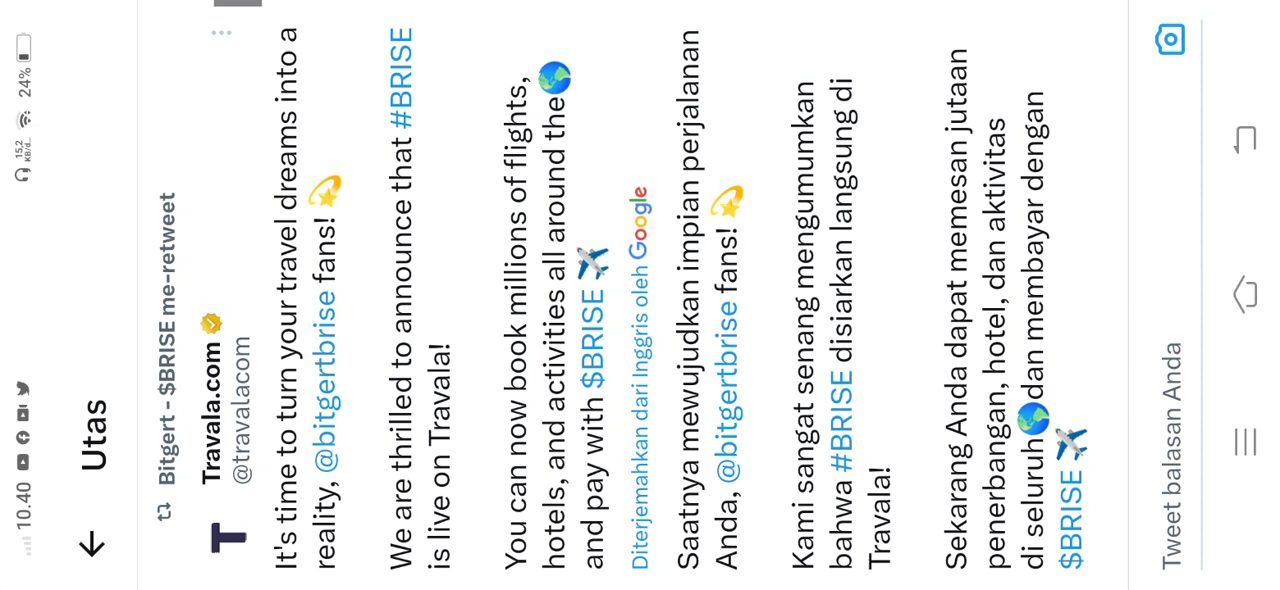 10.40
15,2
KB/d..
24%
Utas
Bitgert - $BRISE me-retweet
Travala.com
@travalacom
It's time to turn your travel dreams into a
reality, @bitgertbrise fans! 💫
We are thrilled to announce that #BRISE
is live on Travala!
You can now book millions of flights,
hotels, and activities all around the🌎
and pay with $BRISE ✈️
Diterjemahkan dari Inggris oleh Google
Saatnya mewujudkan impian perjalanan
Anda, @bitgertbrise fans! 💫
Kami sangat senang mengumumkan
bahwa #BRISE disiarkan langsung di
Travala!
Sekarang Anda dapat memesan jutaan
penerbangan, hotel, dan aktivitas
di seluruh🌎dan membayar dengan
$BRISE ✈️
Tweet balasan Anda